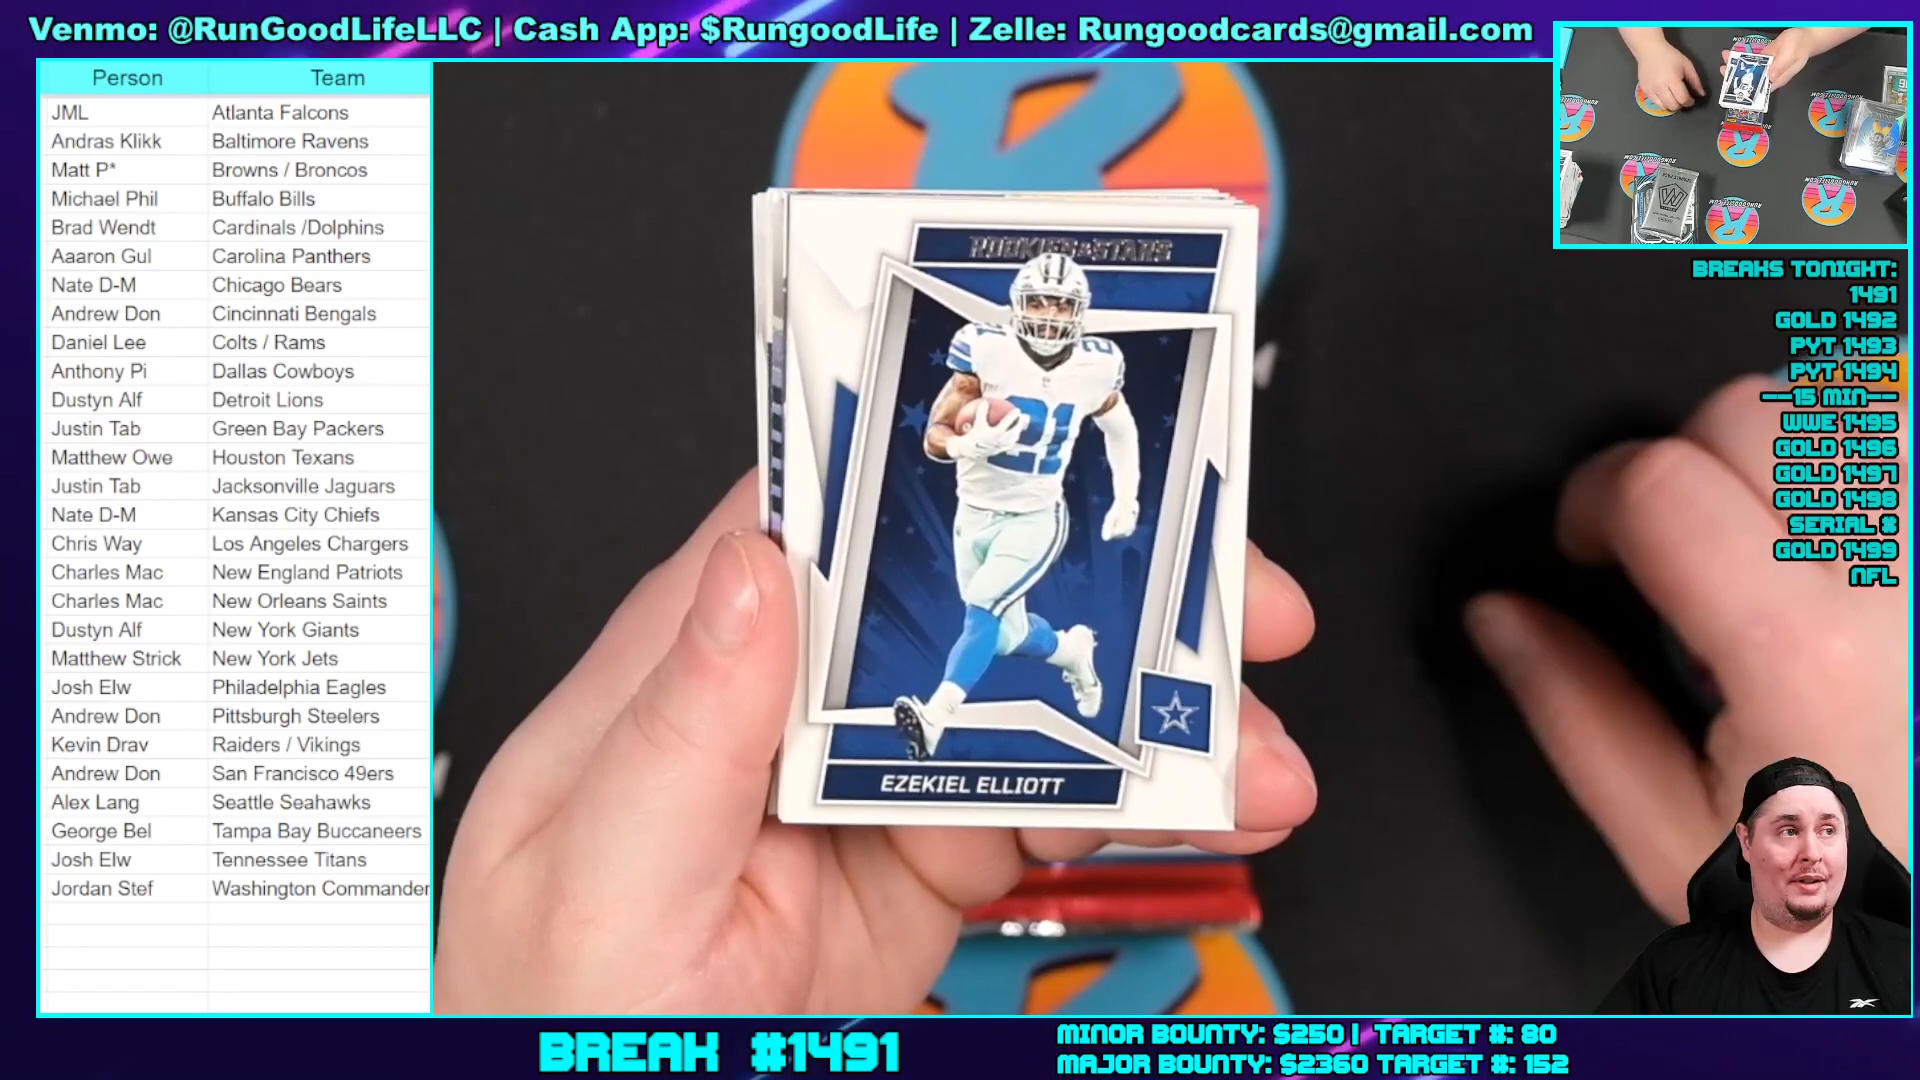 Venmo: @RunGoodLifeLLC | Cash App: $RungoodLife | Zelle: Rungoodcards@gmail.com
Person Team
JML Atlanta Falcons
Andras Klikk Baltimore Ravens
Matt P* Browns / Broncos
Michael Phil Buffalo Bills
Brad Wendt Cardinals /Dolphins
Aaaron Gul Carolina Panthers
Nate D-M Chicago Bears
Andrew Don Cincinnati Bengals
Daniel Lee Colts / Rams
Anthony Pi Dallas Cowboys
Dustyn Alf Detroit Lions
Justin Tab Green Bay Packers
Matthew Owe Houston Texans
Justin Tab Jacksonville Jaguars
Nate D-M Kansas City Chiefs
Chris Way Los Angeles Chargers
Charles Mac New England Patriots
Charles Mac New Orleans Saints
Dustyn Alf New York Giants
Matthew Strick New York Jets
Josh Elw Philadelphia Eagles
Andrew Don Pittsburgh Steelers
Kevin Drav Raiders / Vikings
Andrew Don San Francisco 49ers
Alex Lang Seattle Seahawks
George Bel Tampa Bay Buccaneers
Josh Elw Tennessee Titans
Jordan Stef Washington Commander
ROOKIES & STARS
21
21
EZEKIEL ELLIOTT
BREAKS TONIGHT:
1491
GOLD 1492
PYT 1493
PYT 1494
--15 MIN--
WWE 1495
GOLD 1496
GOLD 1497
GOLD 1498
SERIAL #
GOLD 1499
NFL
BREAK #1491
MINOR BOUNTY: $250 | TARGET #: 80
MAJOR BOUNTY: $2360 TARGET #: 152